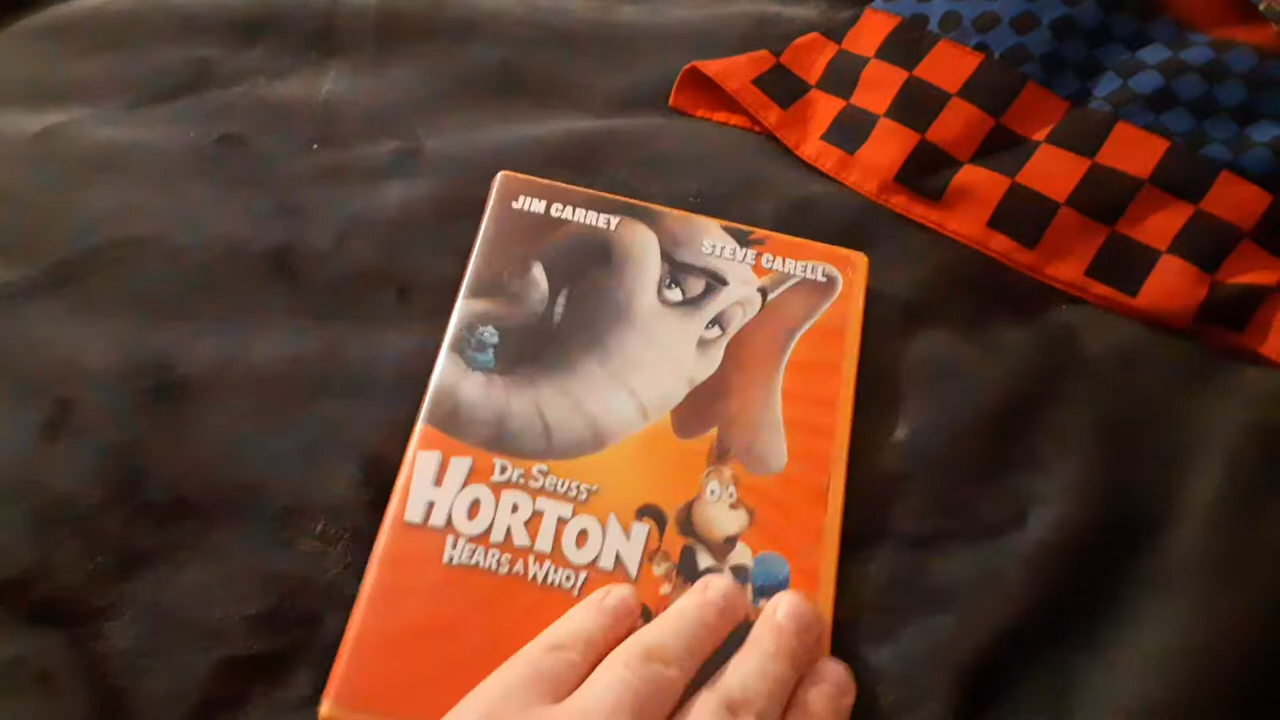 JIM CARREY
STEVE CARELL
Dr. Seuss'
HORTON
HEARS A WHO!